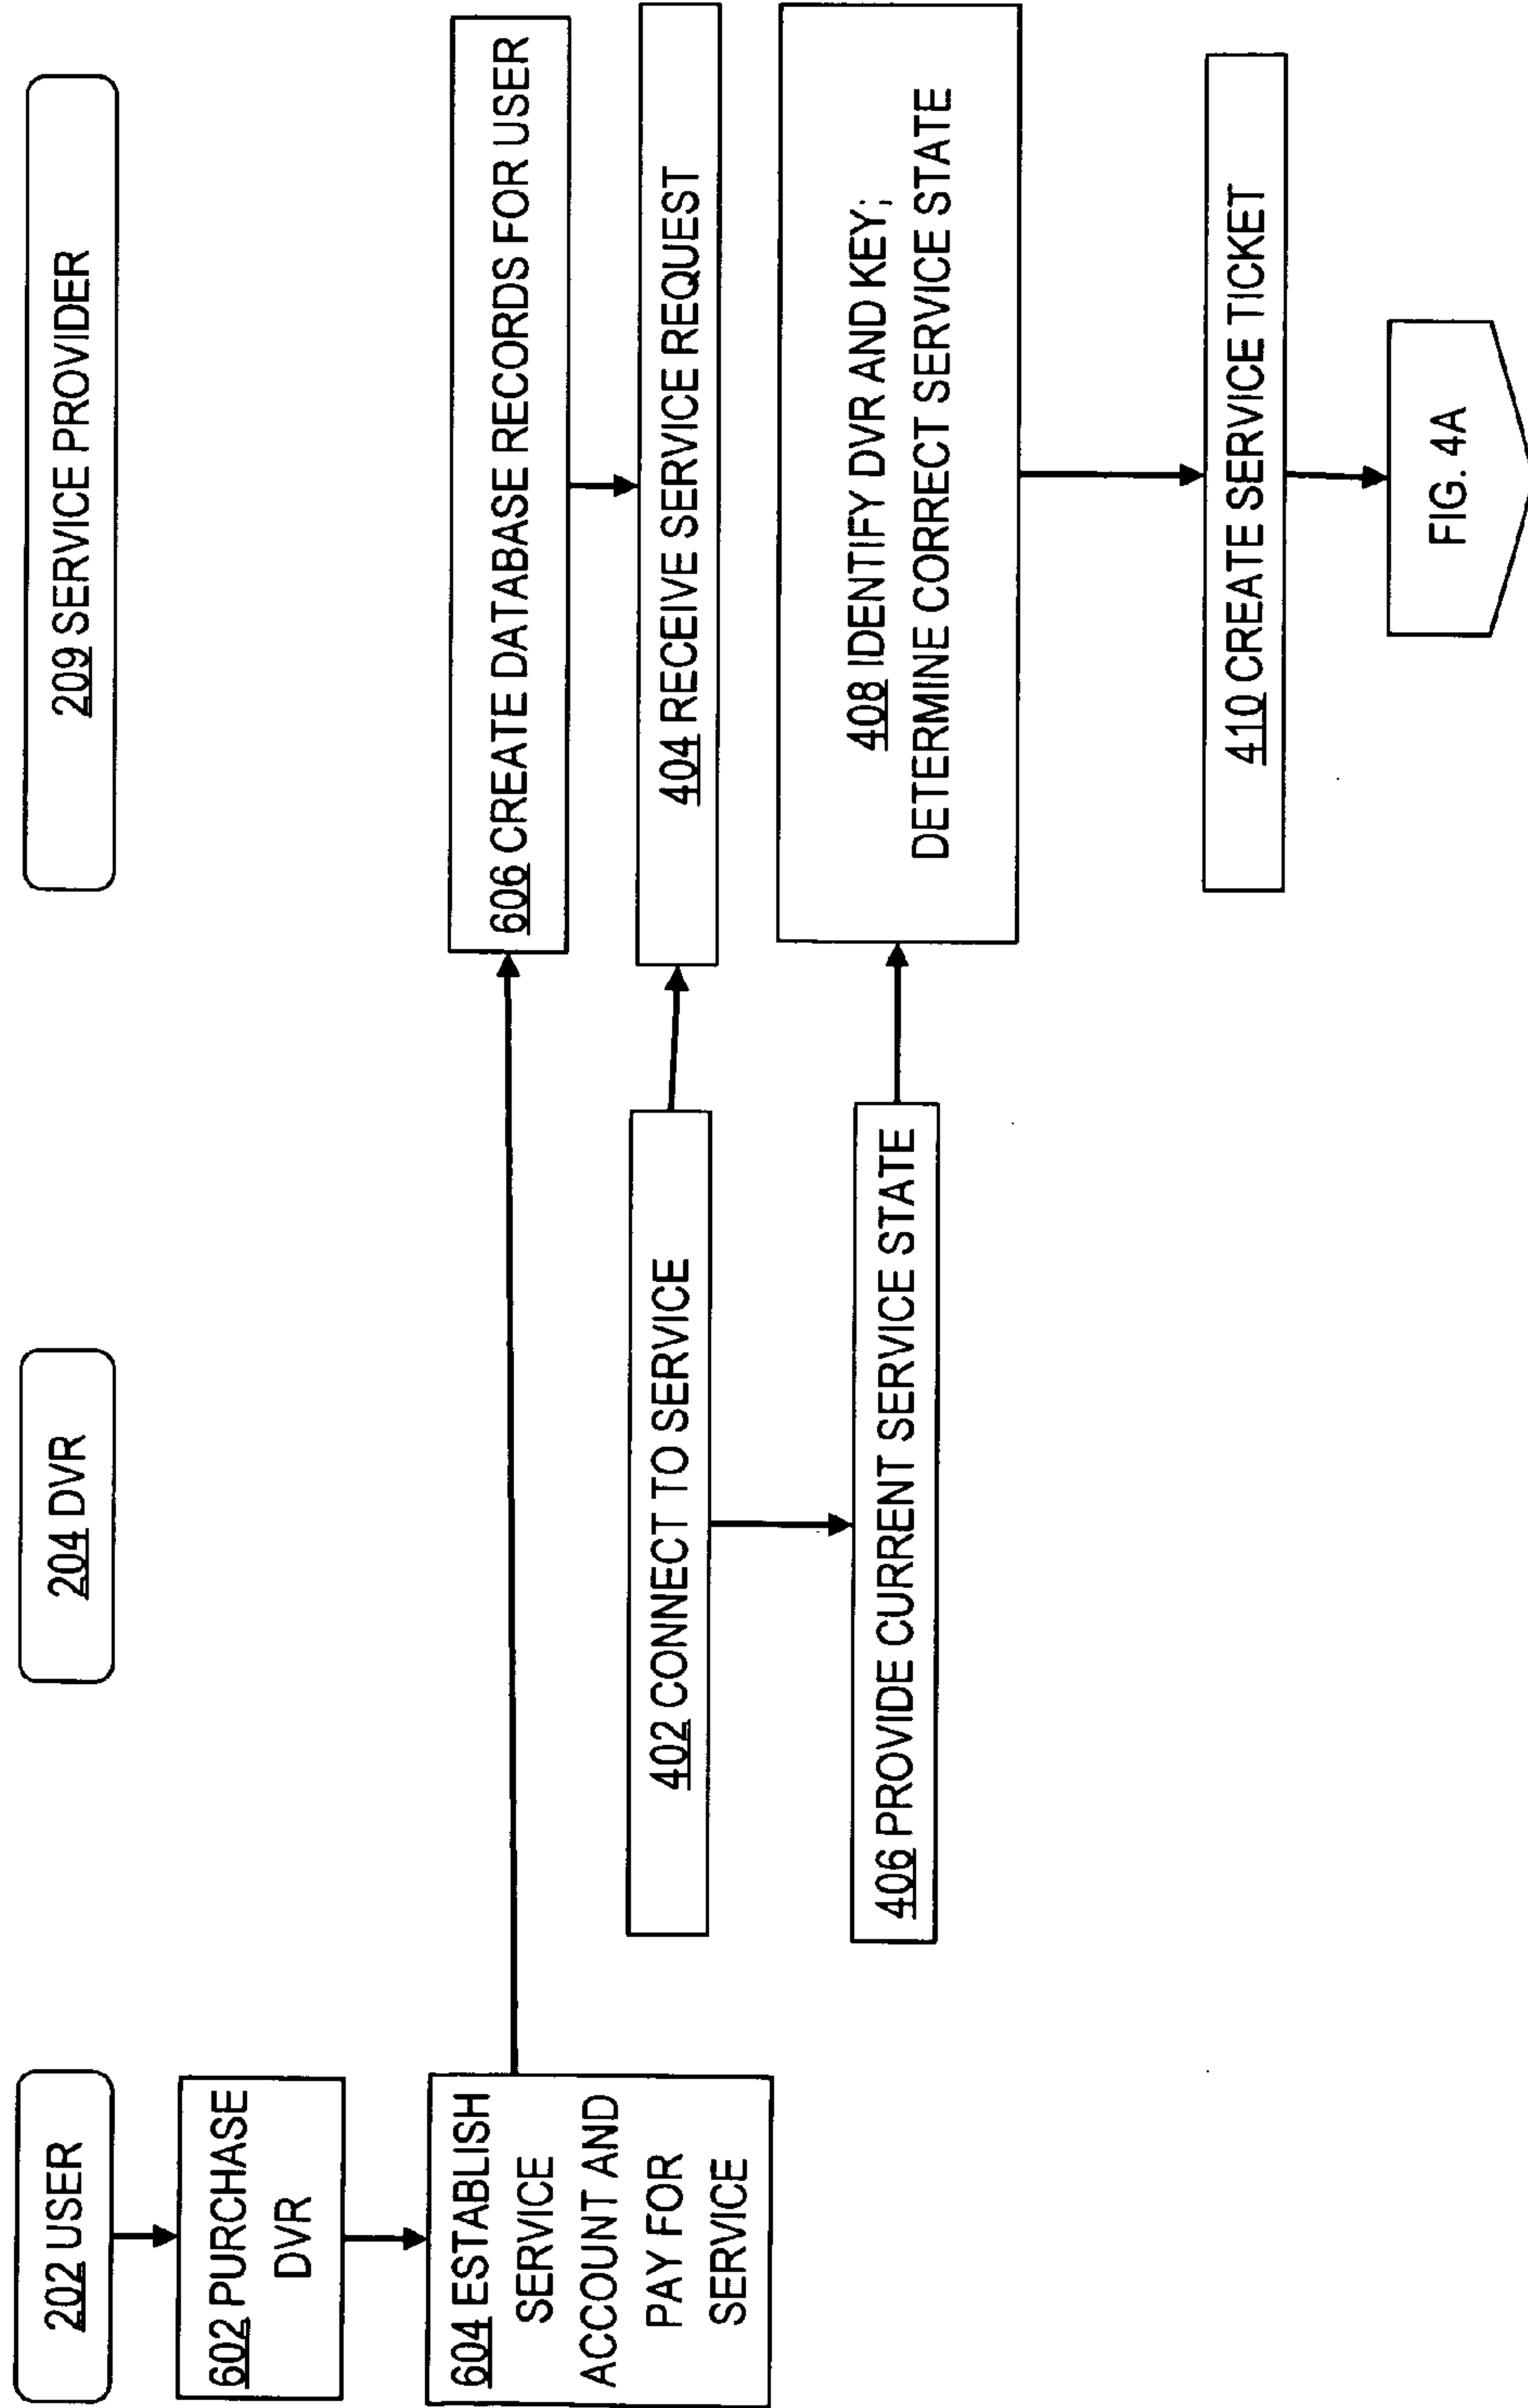 202 USER
204 DVR
209 SERVICE PROVIDER
602 PURCHASE
DVR
604 ESTABLISH
SERVICE
ACCOUNT AND
PAY FOR
SERVICE
606 CREATE DATABASE RECORDS FOR USER
402 CONNECT TO SERVICE
404 RECEIVE SERVICE REQUEST
406 PROVIDE CURRENT SERVICE STATE
408 IDENTIFY DVR AND KEY;
DETERMINE CORRECT SERVICE STATE
410 CREATE SERVICE TICKET
FIG. 4A